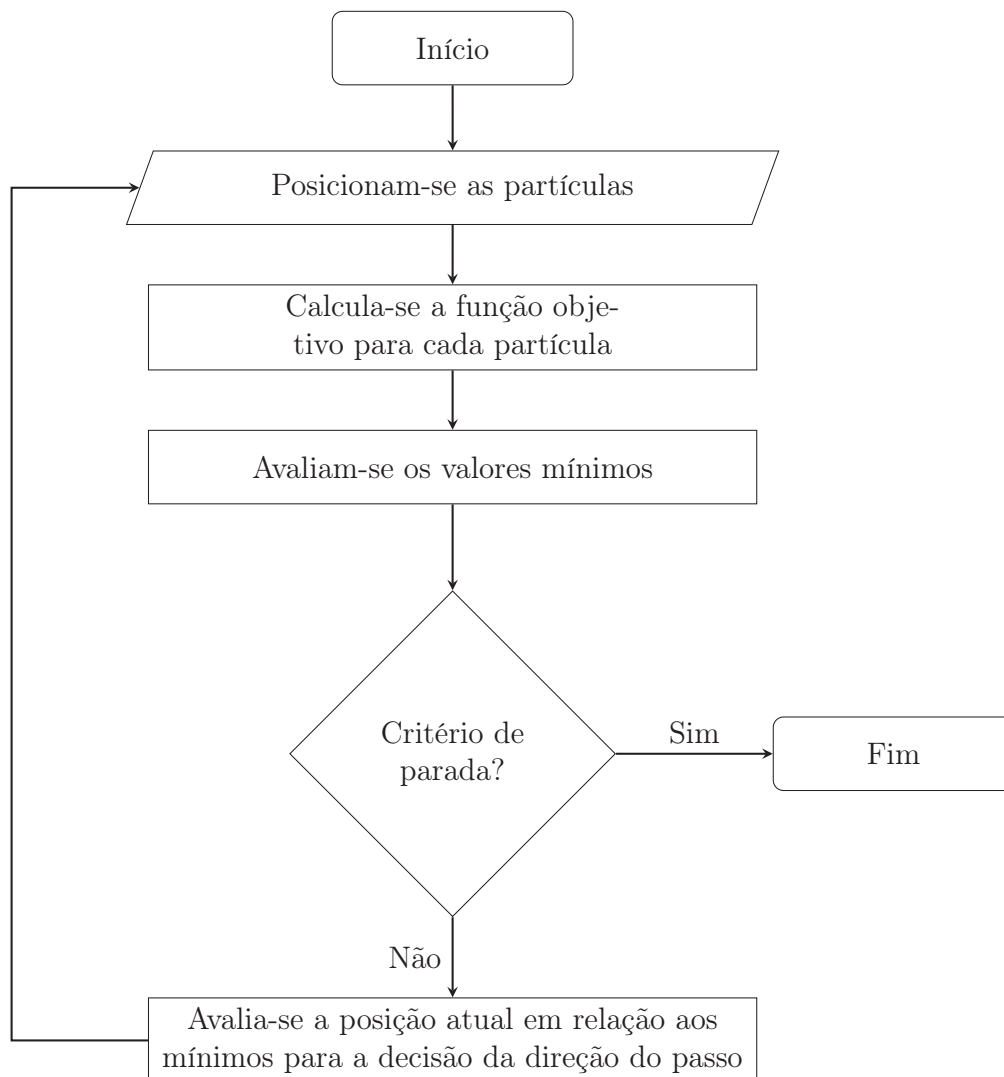 Início
Posicionam-se as partículas
Calcula-se a função obje-
tivo para cada partícula
Avaliam-se os valores mínimos
Critério de
parada?
Sim
Fim
Não
Avalia-se a posição atual em relação aos
mínimos para a decisão da direção do passo